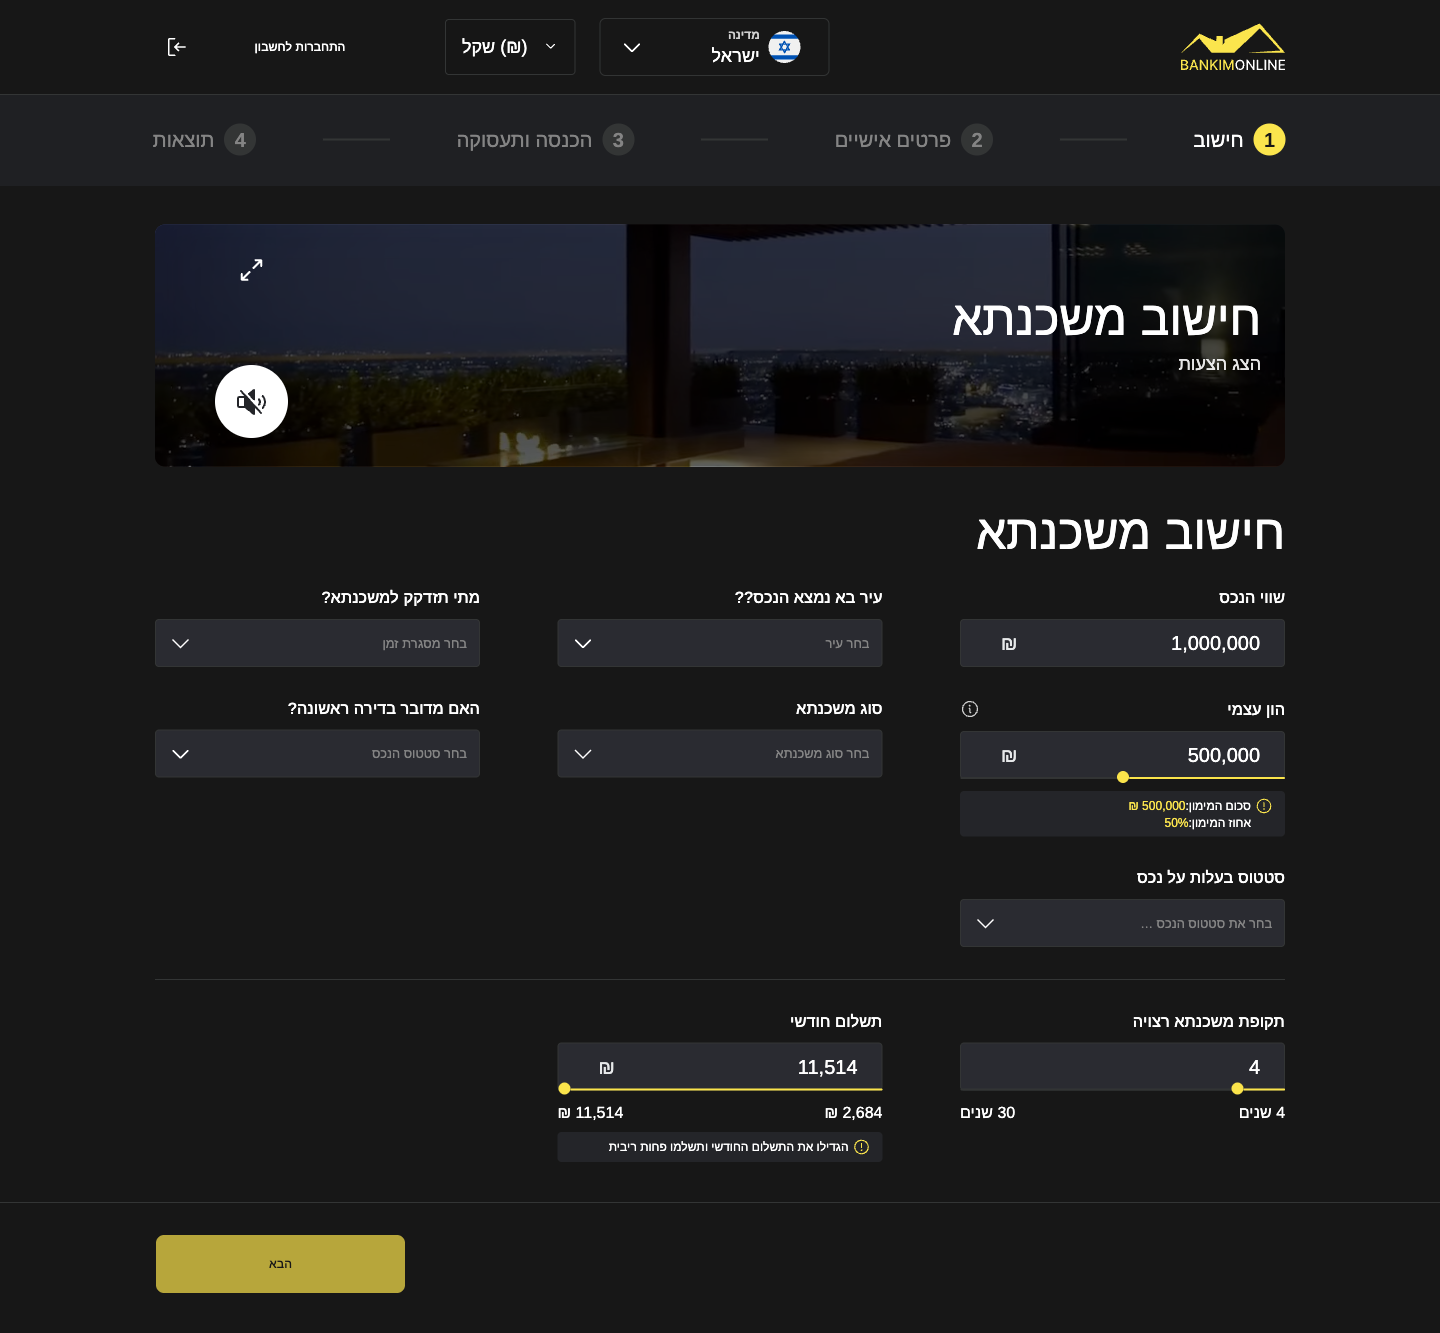 BANKIMONLINE
מדינה
ישראל
שקל (₪)
התחברות לחשבון
1 חישוב
2 פרטים אישיים
3 הכנסה ותעסוקה
4 תוצאות
חישוב משכנתא
הצג הצעות
חישוב משכנתא
שווי הנכס
1,000,000 ₪
עיר בא נמצא הנכס??
בחר עיר
מתי תזדקק למשכנתא?
בחר מסגרת זמן
הון עצמי
500,000 ₪
סכום המימון:500,000 ₪
אחוז המימון:50%
סוג משכנתא
בחר סוג משכנתא
האם מדובר בדירה ראשונה?
בחר סטטוס הנכס
סטטוס בעלות על נכס
בחר את סטטוס הנכס ...
תקופת משכנתא רצויה
4
4 שנים
30 שנים
תשלום חודשי
11,514 ₪
2,684 ₪
11,514 ₪
הגדילו את התשלום החודשי ותשלמו פחות ריבית
הבא